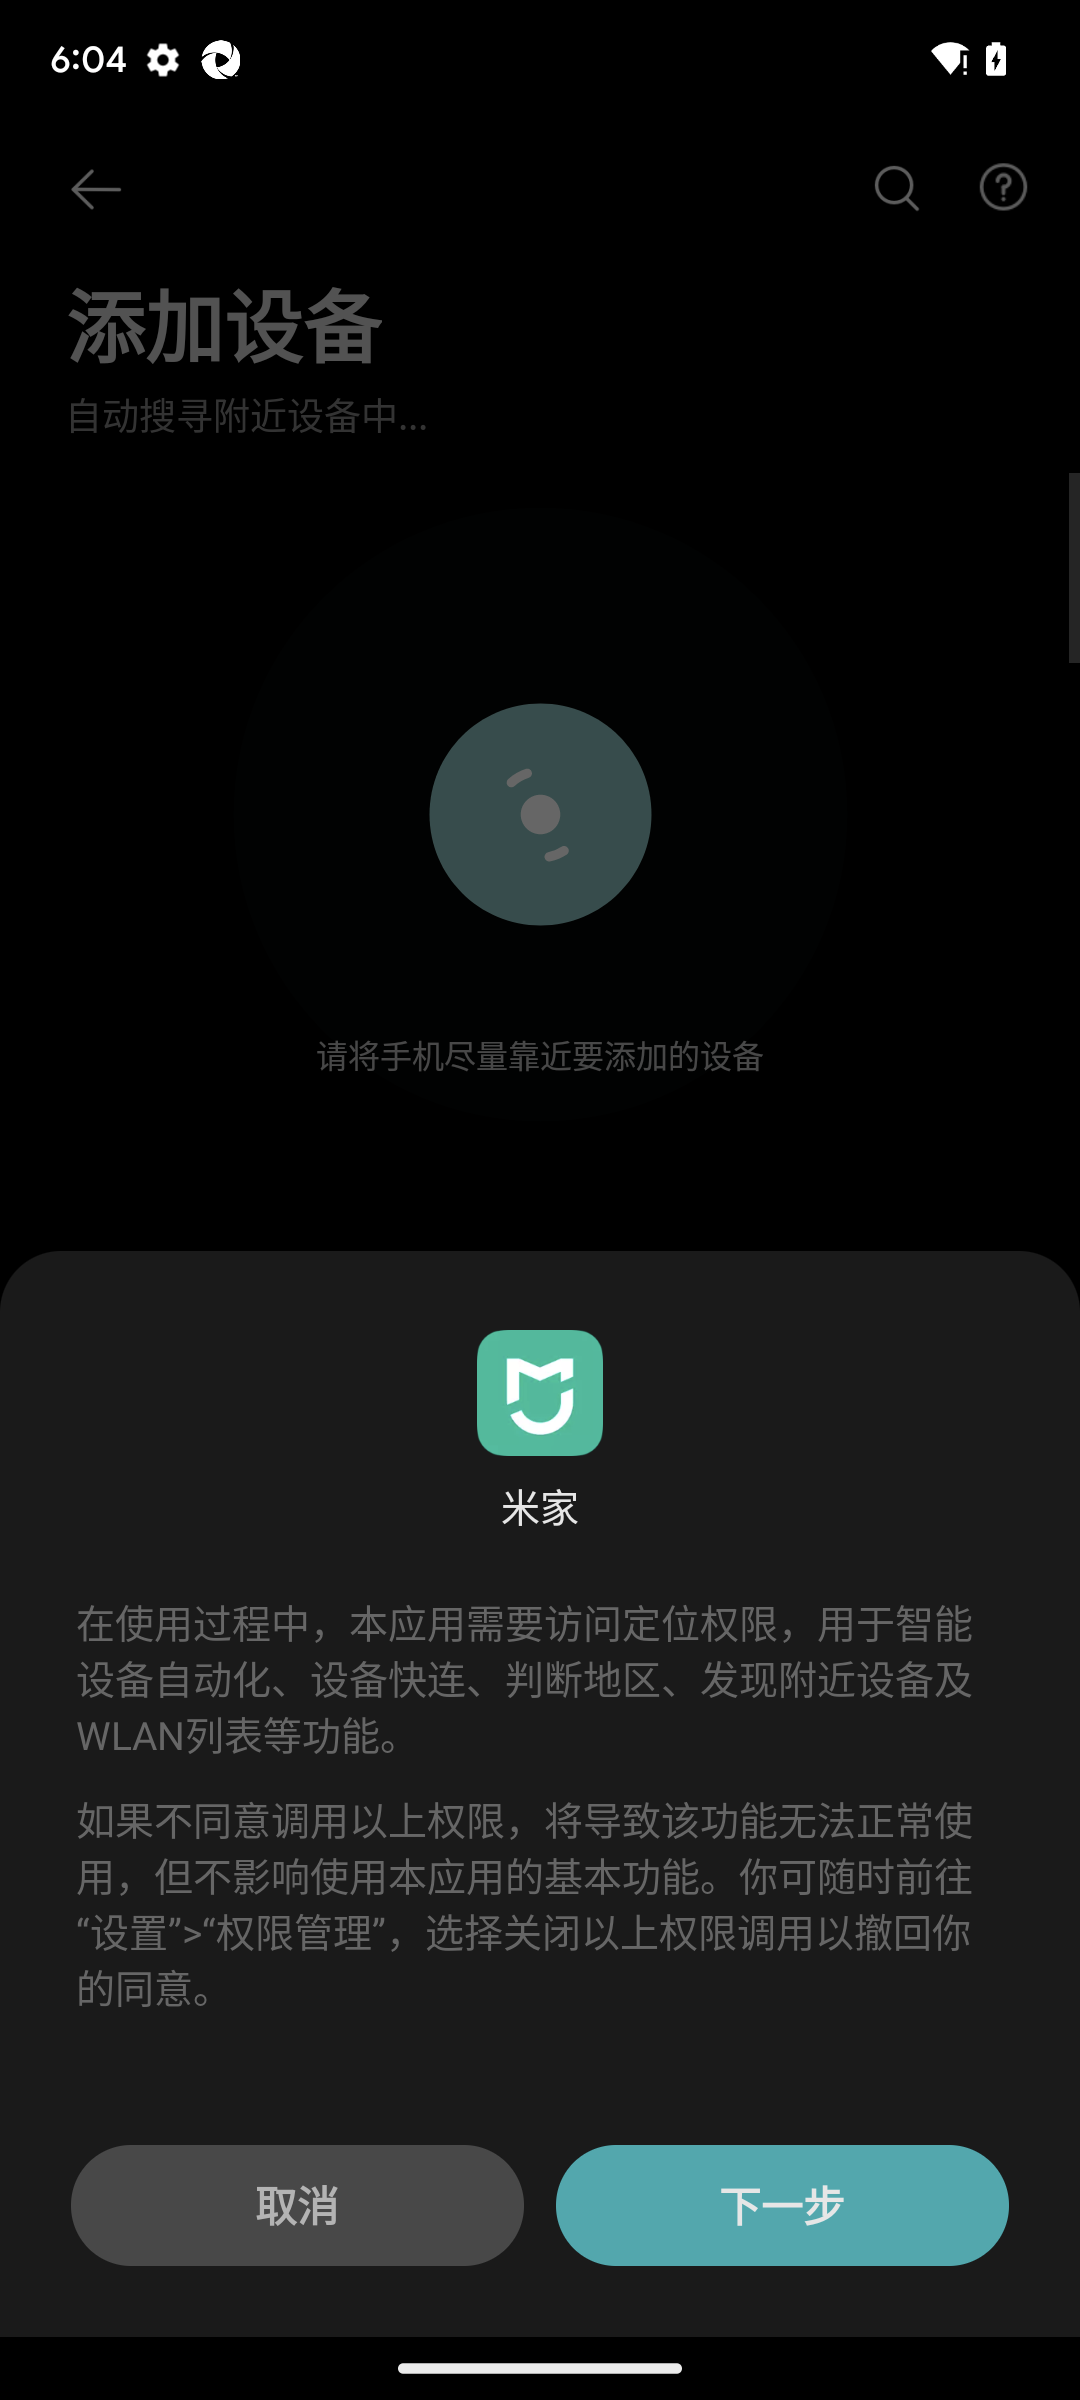 6:04
添加设备
自动搜寻附近设备中...
请将手机尽量靠近要添加的设备
米家
在使用过程中，本应用需要访问定位权限，用于智能
设备自动化、设备快连、判断地区、发现附近设备及
WLAN列表等功能。
如果不同意调用以上权限，将导致该功能无法正常使
用，但不影响使用本应用的基本功能。你可随时前往
“设置”>“权限管理”，选择关闭以上权限调用以撤回你
的同意。
取消
下一步